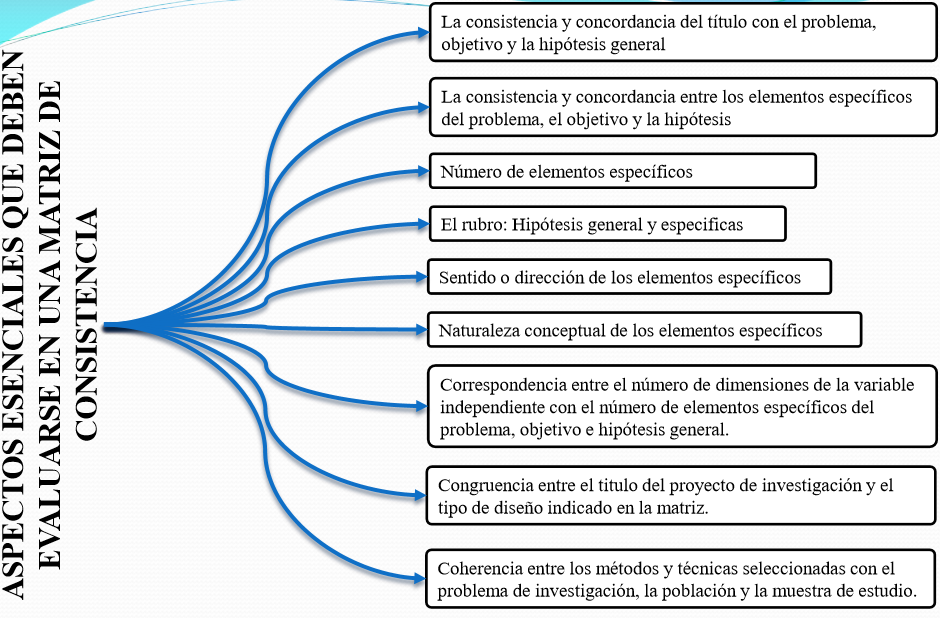 ASPECTOS ESENCIALES QUE DEBEN
EVALUARSE EN UNA MATRIZ DE
CONSISTENCIA
La consistencia y concordancia del título con el problema,
objetivo y la hipótesis general
La consistencia y concordancia entre los elementos específicos
del problema, el objetivo y la hipótesis
Número de elementos específicos
El rubro: Hipótesis general y especificas
Sentido o dirección de los elementos específicos
Naturaleza conceptual de los elementos específicos
Correspondencia entre el número de dimensiones de la variable
independiente con el número de elementos específicos del
problema, objetivo e hipótesis general.
Congruencia entre el titulo del proyecto de investigación y el
tipo de diseño indicado en la matriz.
Coherencia entre los métodos y técnicas seleccionadas con el
problema de investigación, la población y la muestra de estudio.